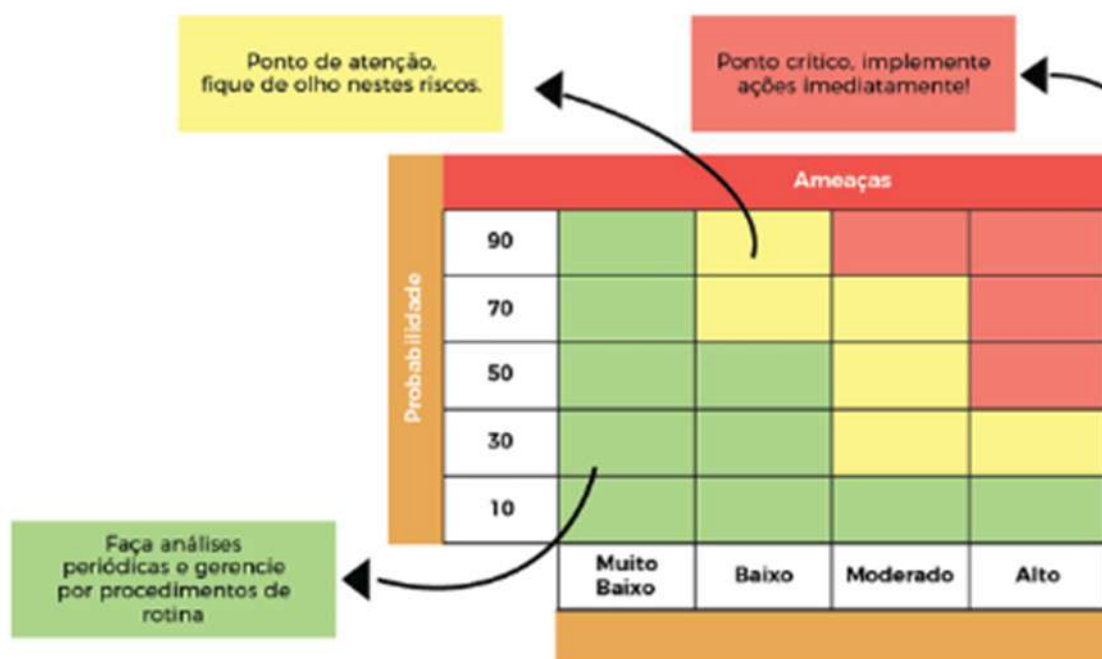 Ponto de atenção,
fique de olho nestes riscos.
Ponto crítico, implemente
ações imediatamente!
Ameaças
Probabilidade
90
70
50
30
10
Muito
Baixo
Baixo
Moderado
Alto
Faça análises
periódicas e gerencie
por procedimentos de
rotina